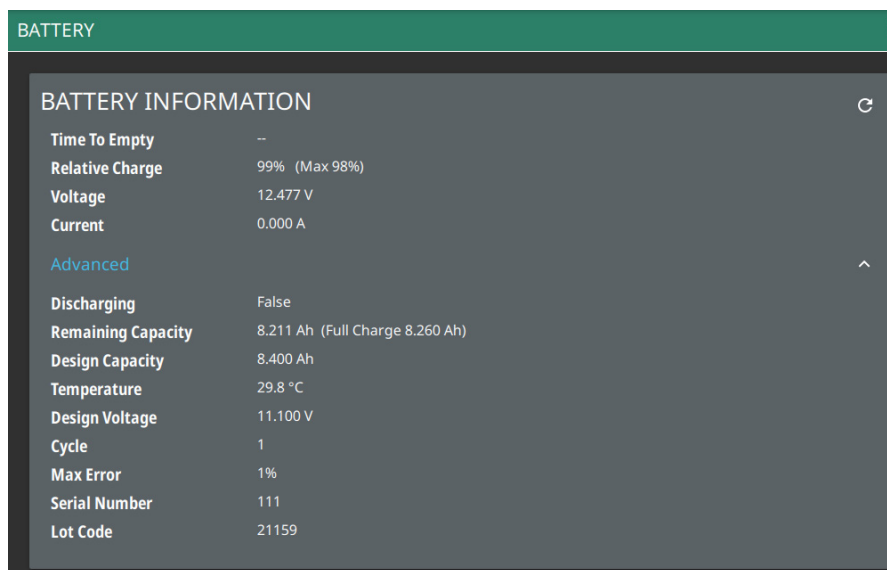 BATTERY
BATTERY INFORMATION
Time To Empty --
Relative Charge 99% (Max 98%)
Voltage 12.477 V
Current 0.000 A
Advanced
Discharging False
Remaining Capacity 8.211 Ah (Full Charge 8.260 Ah)
Design Capacity 8.400 Ah
Temperature 29.8 °C
Design Voltage 11.100 V
Cycle 1
Max Error 1%
Serial Number 111
Lot Code 21159